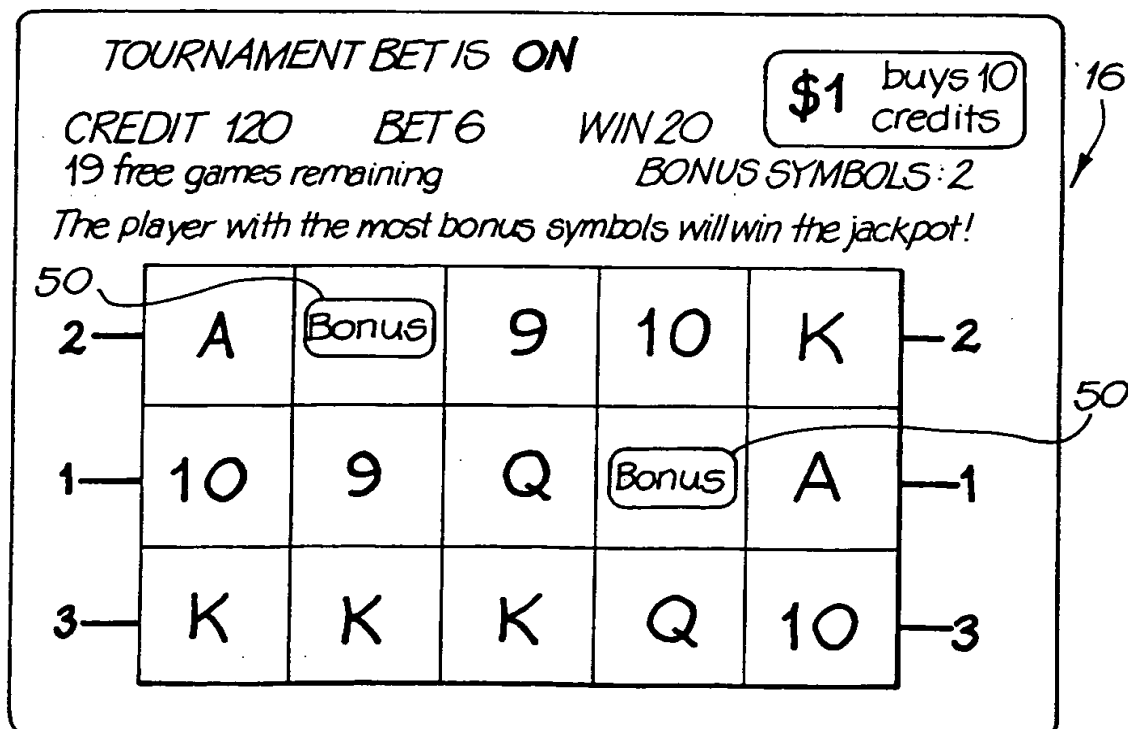 TOURNAMENT BET IS ON
$1 buys 10 credits
16
CREDIT 120 BET 6 WIN 20
19 free games remaining BONUS SYMBOLS: 2
The player with the most bonus symbols will win the jackpot!
50
2 A Bonus 9 10 K 2
50
1 10 9 Q Bonus A 1
3 K K K Q 10 3